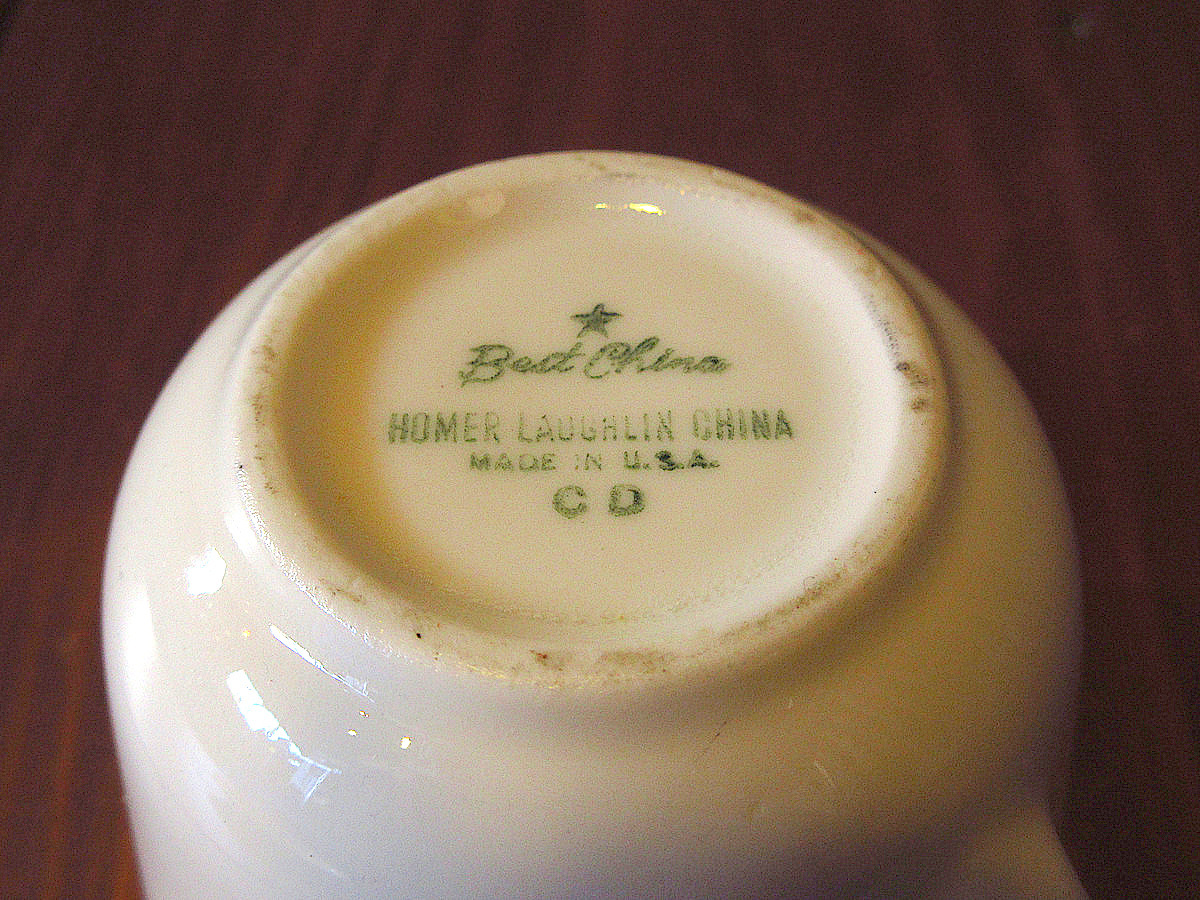 Best China
HOMER LAUGHLIN CHINA
MADE IN U.S.A.
C D